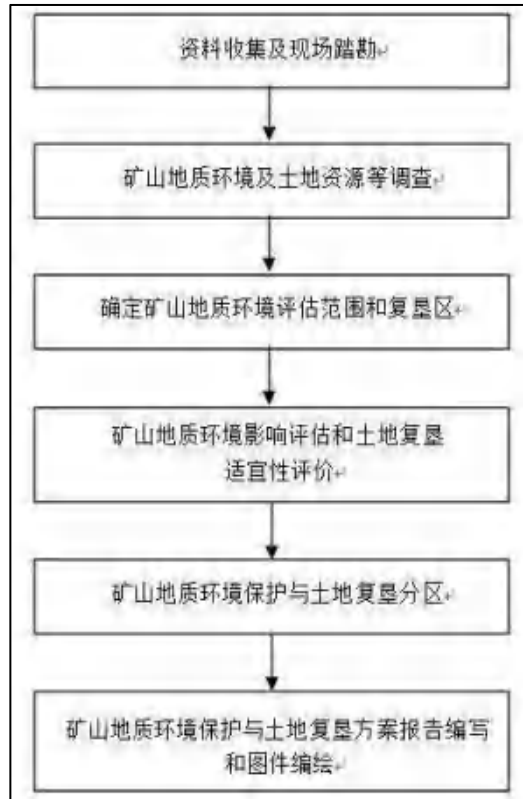 资料收集及现场踏勘
矿山地质环境及土地资源等调查
确定矿山地质环境评估范围和复垦区
矿山地质环境影响评估和土地复垦
适宜性评价
矿山地质环境保护与土地复垦分区
矿山地质环境保护与土地复垦方案报告编写
和图件编绘